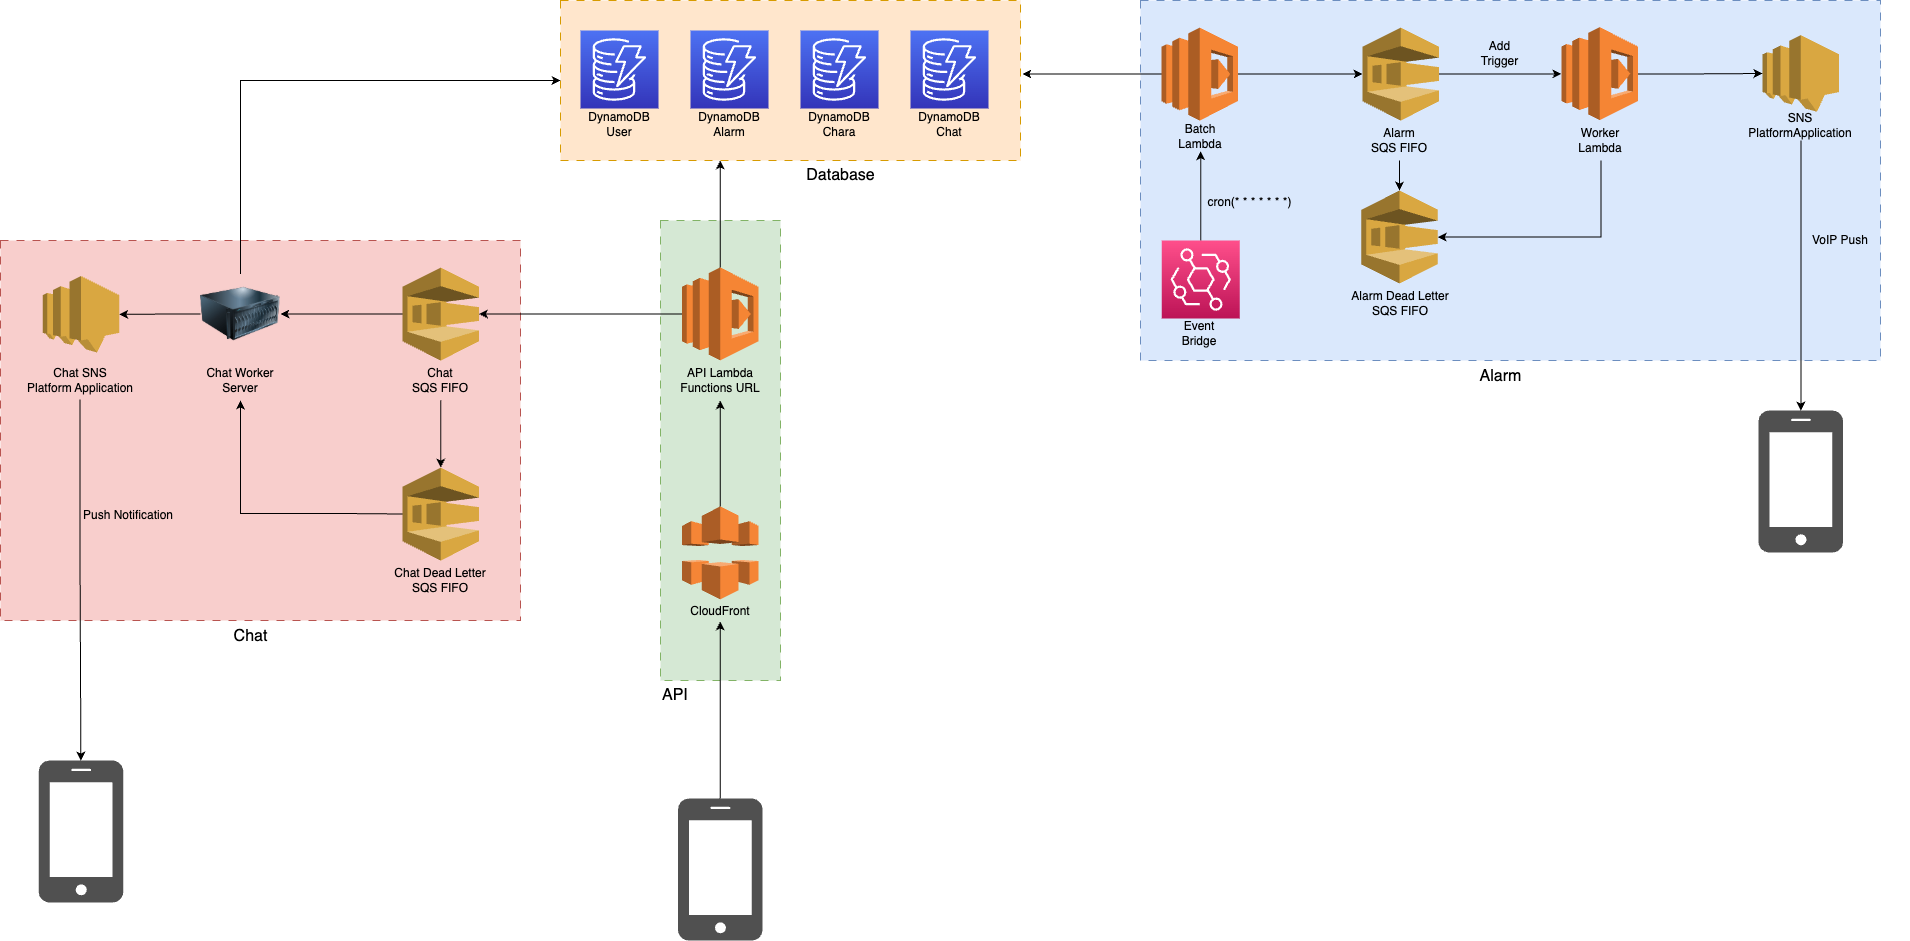 DynamoDB
User
DynamoDB
Alarm
DynamoDB
Chara
DynamoDB
Chat
Database
Batch
Lambda
Alarm
SQS FIFO
Add
Trigger
Worker
Lambda
SNS
PlatformApplication
cron(* * * * * * *)
Event
Bridge
Alarm Dead Letter
SQS FIFO
VoIP Push
Alarm
Chat SNS
Platform Application
Chat Worker
Server
Chat
SQS FIFO
Push Notification
Chat Dead Letter
SQS FIFO
Chat
API Lambda
Functions URL
CloudFront
API